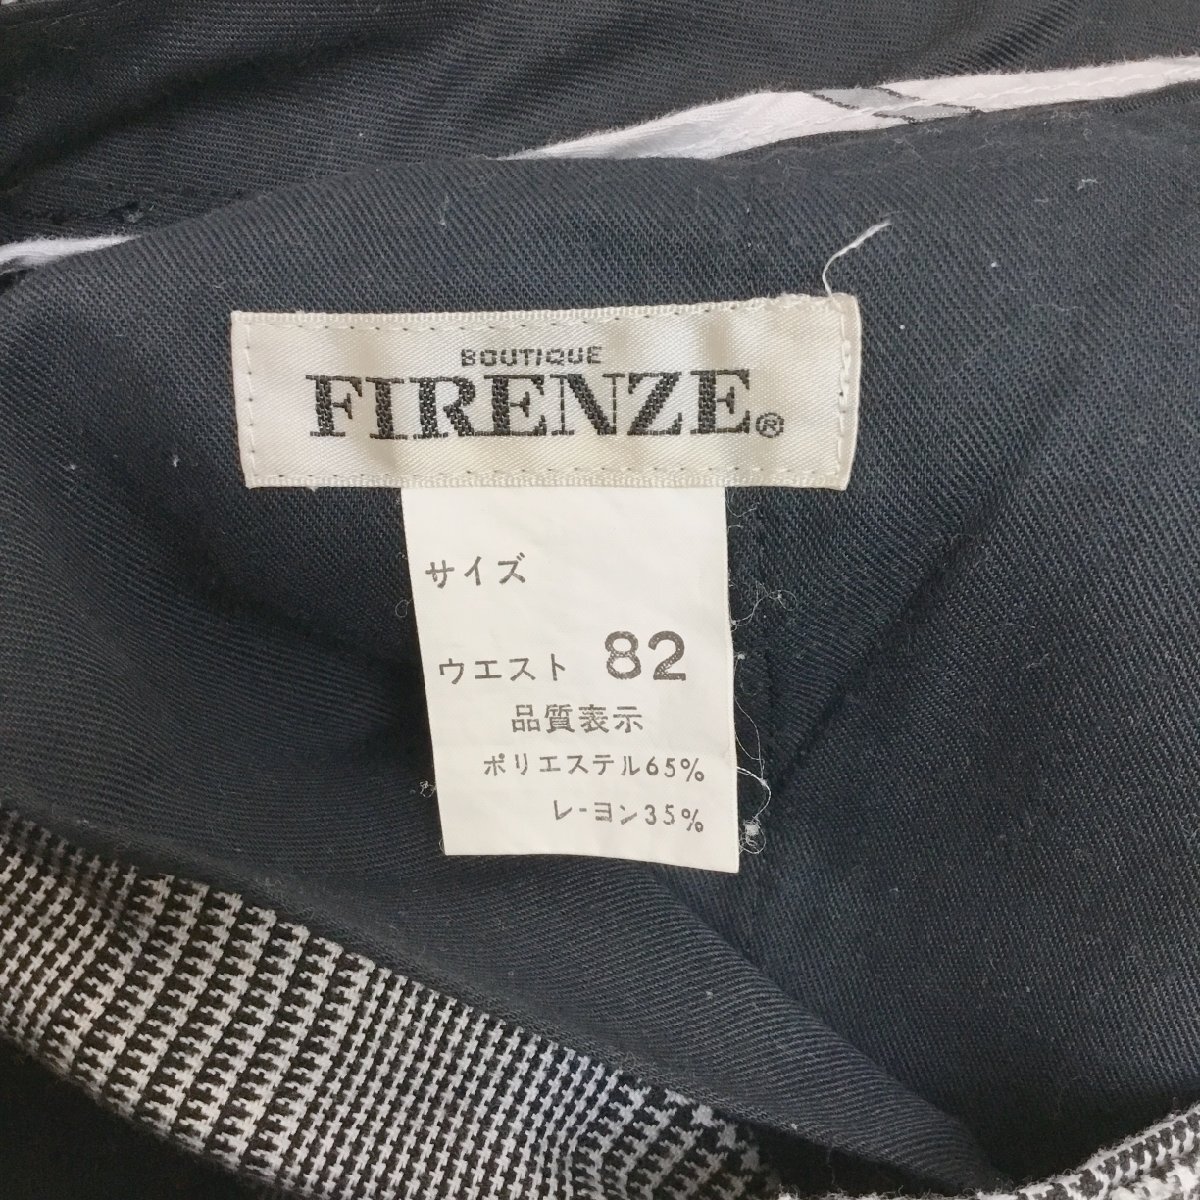 BOUTIQUE
FIRENZE®
サイズ
ウエスト 82
品質表示
ポリエステル65%
レーヨン35%